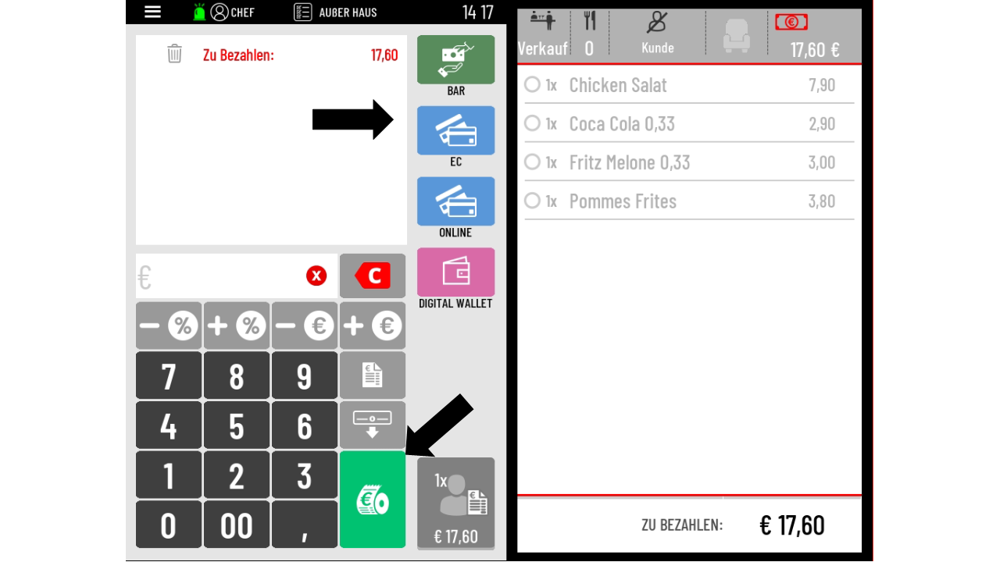 CHEF
AUßER HAUS
14 17
Zu Bezahlen: 17,60
BAR
EC
ONLINE
DIGITAL WALLET
€
X
C
− % + % − € + €
7 8 9
4 5 6
1 2 3
0 00 ,
1x
€ 17,60
Verkauf
0
Kunde
17,60 €
1x Chicken Salat 7,90
1x Coca Cola 0,33 2,90
1x Fritz Melone 0,33 3,00
1x Pommes Frites 3,80
ZU BEZAHLEN: € 17,60